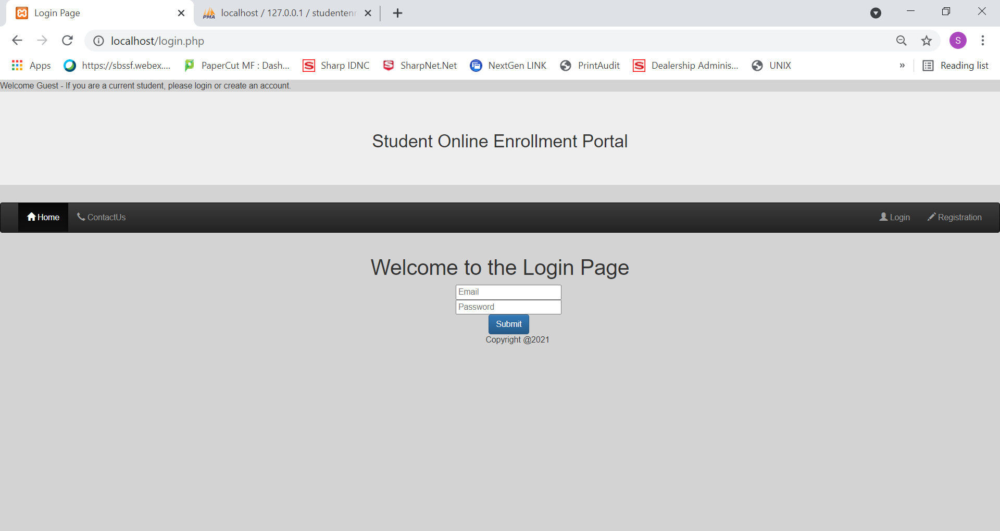 Login Page
localhost / 127.0.0.1 / studentenr
PMA
localhost/login.php
S
Apps
https://sbssf.webex....
PaperCut MF : Dash...
S Sharp IDNC
S SharpNet.Net
NextGen LINK
PrintAudit
S Dealership Adminis...
UNIX
»
Reading list
Welcome Guest - If you are a current student, please login or create an account.
Student Online Enrollment Portal
Home
ContactUs
Login
Registration
Welcome to the Login Page
Email
Password
Submit
Copyright @2021